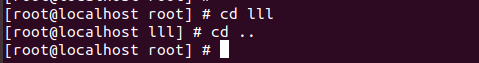 [root@localhost root] # cd lll
[root@localhost lll] # cd ..
[root@localhost root] #